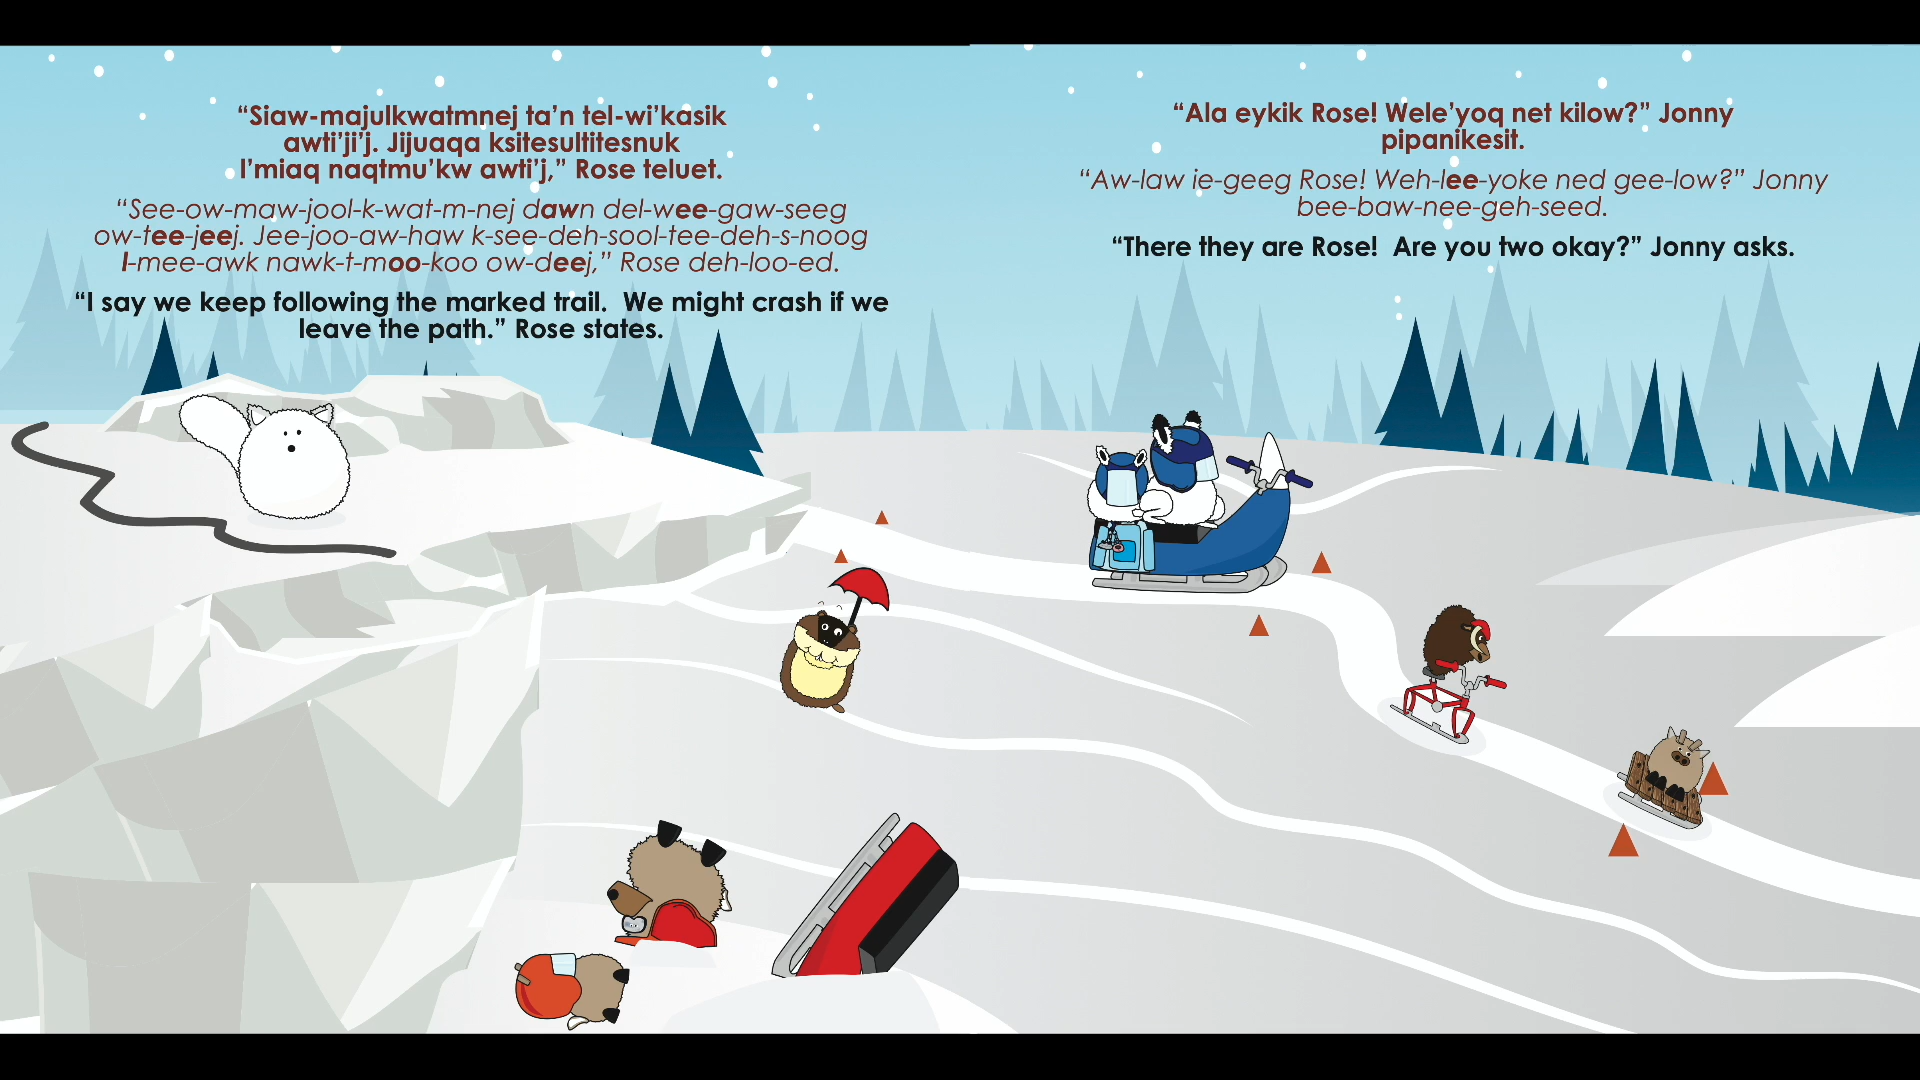 “Siaw-majulkwatmnej ta’n tel-wi’kasik
awti’ji’j. Jijuaqa ksitesultitesnuk
I’miaq naqtmu’kw awti’j,” Rose teluet.
“See-ow-maw-jool-k-wat-m-nej dawn del-wee-gaw-seeg
ow-tee-jeej. Jee-joo-aw-haw k-see-deh-sool-tee-deh-s-noog
I-mee-awk nawk-t-moo-koo ow-deej,” Rose deh-loo-ed.
“I say we keep following the marked trail.  We might crash if we
leave the path.” Rose states.
“Ala eykik Rose! Wele’yoq net kilow?” Jonny
pipanikesit.
“Aw-law ie-geeg Rose! Weh-lee-yoke ned gee-low?” Jonny
bee-baw-nee-geh-seed.
“There they are Rose!  Are you two okay?” Jonny asks.